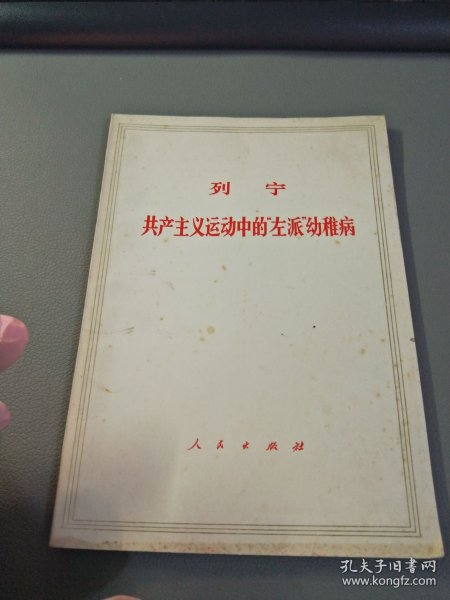 列 宁
共产主义运动中的“左派”幼稚病
人民出版社
孔夫子旧书网
www.kongfz.com